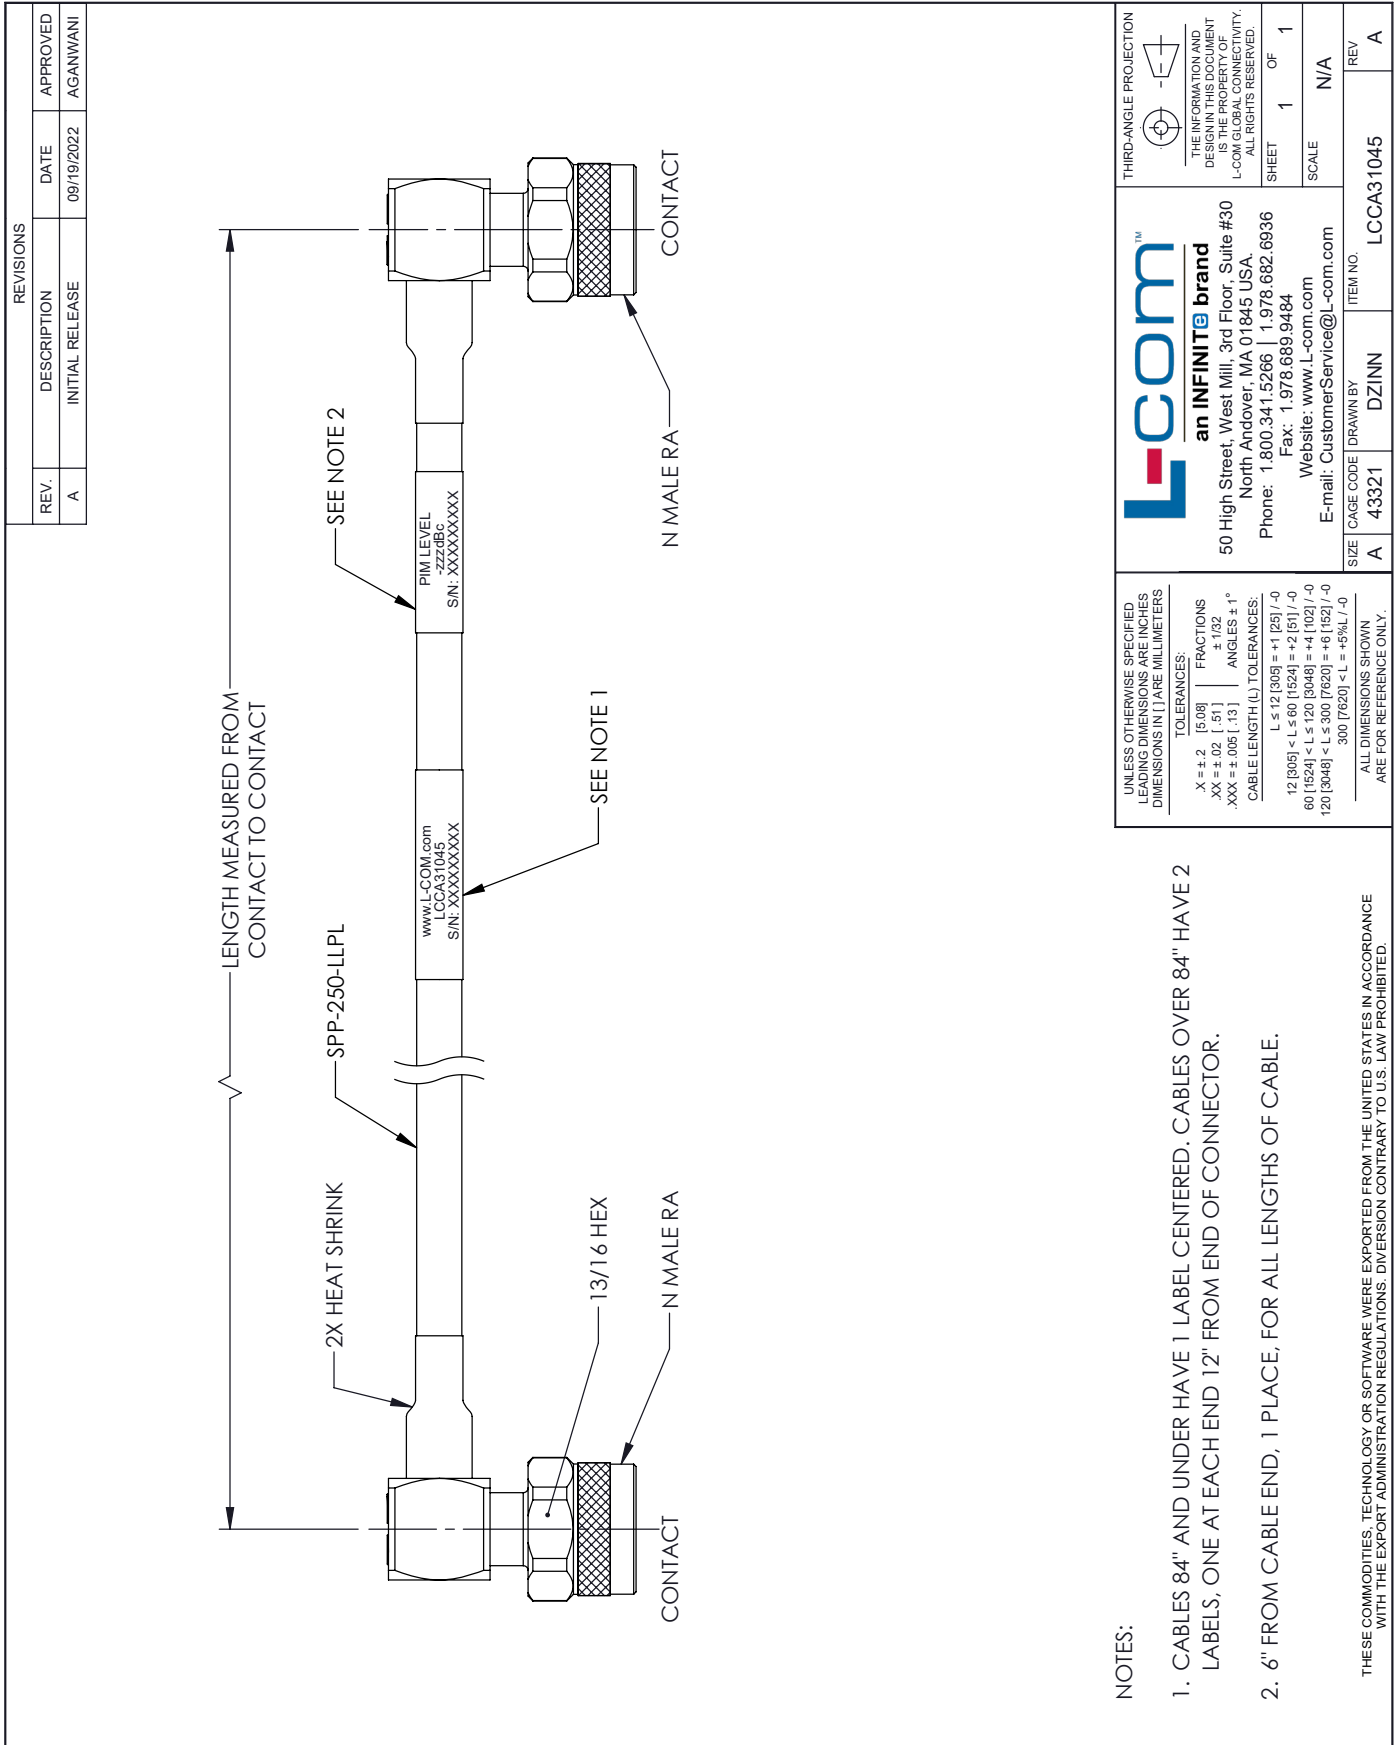 REVISIONS
REV.
DESCRIPTION
DATE
APPROVED
A
INITIAL RELEASE
09/19/2022
AGANWANI
LENGTH MEASURED FROM
CONTACT TO CONTACT
2X HEAT SHRINK
SPP-250-LLPL
SEE NOTE 2
www.L-COM.com
LCCA31045
S/N: XXXXXXXXXX
PIM LEVEL
-zzzdBc
S/N: XXXXXXXXXX
13/16 HEX
SEE NOTE 1
N MALE RA
N MALE RA
CONTACT
CONTACT
NOTES:
1. CABLES 84" AND UNDER HAVE 1 LABEL CENTERED. CABLES OVER 84" HAVE 2
LABELS, ONE AT EACH END 12" FROM END OF CONNECTOR.
2. 6" FROM CABLE END, 1 PLACE, FOR ALL LENGTHS OF CABLE.
THESE COMMODITIES, TECHNOLOGY OR SOFTWARE WERE EXPORTED FROM THE UNITED STATES IN ACCORDANCE
WITH THE EXPORT ADMINISTRATION REGULATIONS. DIVERSION CONTRARY TO U.S. LAW PROHIBITED.
UNLESS OTHERWISE SPECIFIED
LEADING DIMENSIONS ARE INCHES
DIMENSIONS IN [ ] ARE MILLIMETERS
TOLERANCES:
.X = ± .2 [5.08]
FRACTIONS
.XX = ± .02 [ .51 ]
± 1/32
.XXX = ± .005 [ .13 ]
ANGLES ± 1°
CABLE LENGTH (L) TOLERANCES:
L ≤ 12 [305] = +1 [25] / -0
12 [305] < L ≤ 60 [1524] = +2 [51] / -0
60 [1524] < L ≤ 120 [3048] = +4 [102] / -0
120 [3048] < L ≤ 300 [7620] = +6 [152] / -0
300 [7620] < L = +5%L / -0
ALL DIMENSIONS SHOWN
ARE FOR REFERENCE ONLY.
L-com™
an INFINITe brand
50 High Street, West Mill, 3rd Floor, Suite #30
North Andover, MA 01845 USA.
Phone: 1.800.341.5266 | 1.978.682.6936
Fax: 1.978.689.9484
Website: www.L-com.com
E-mail: CustomerService@L-com.com
THIRD-ANGLE PROJECTION
THE INFORMATION AND
DESIGN IN THIS DOCUMENT
IS THE PROPERTY OF
L-COM GLOBAL CONNECTIVITY.
ALL RIGHTS RESERVED.
SHEET
1 OF 1
SCALE
N/A
SIZE
A
CAGE CODE
43321
DRAWN BY
DZINN
ITEM NO.
LCCA31045
REV
A